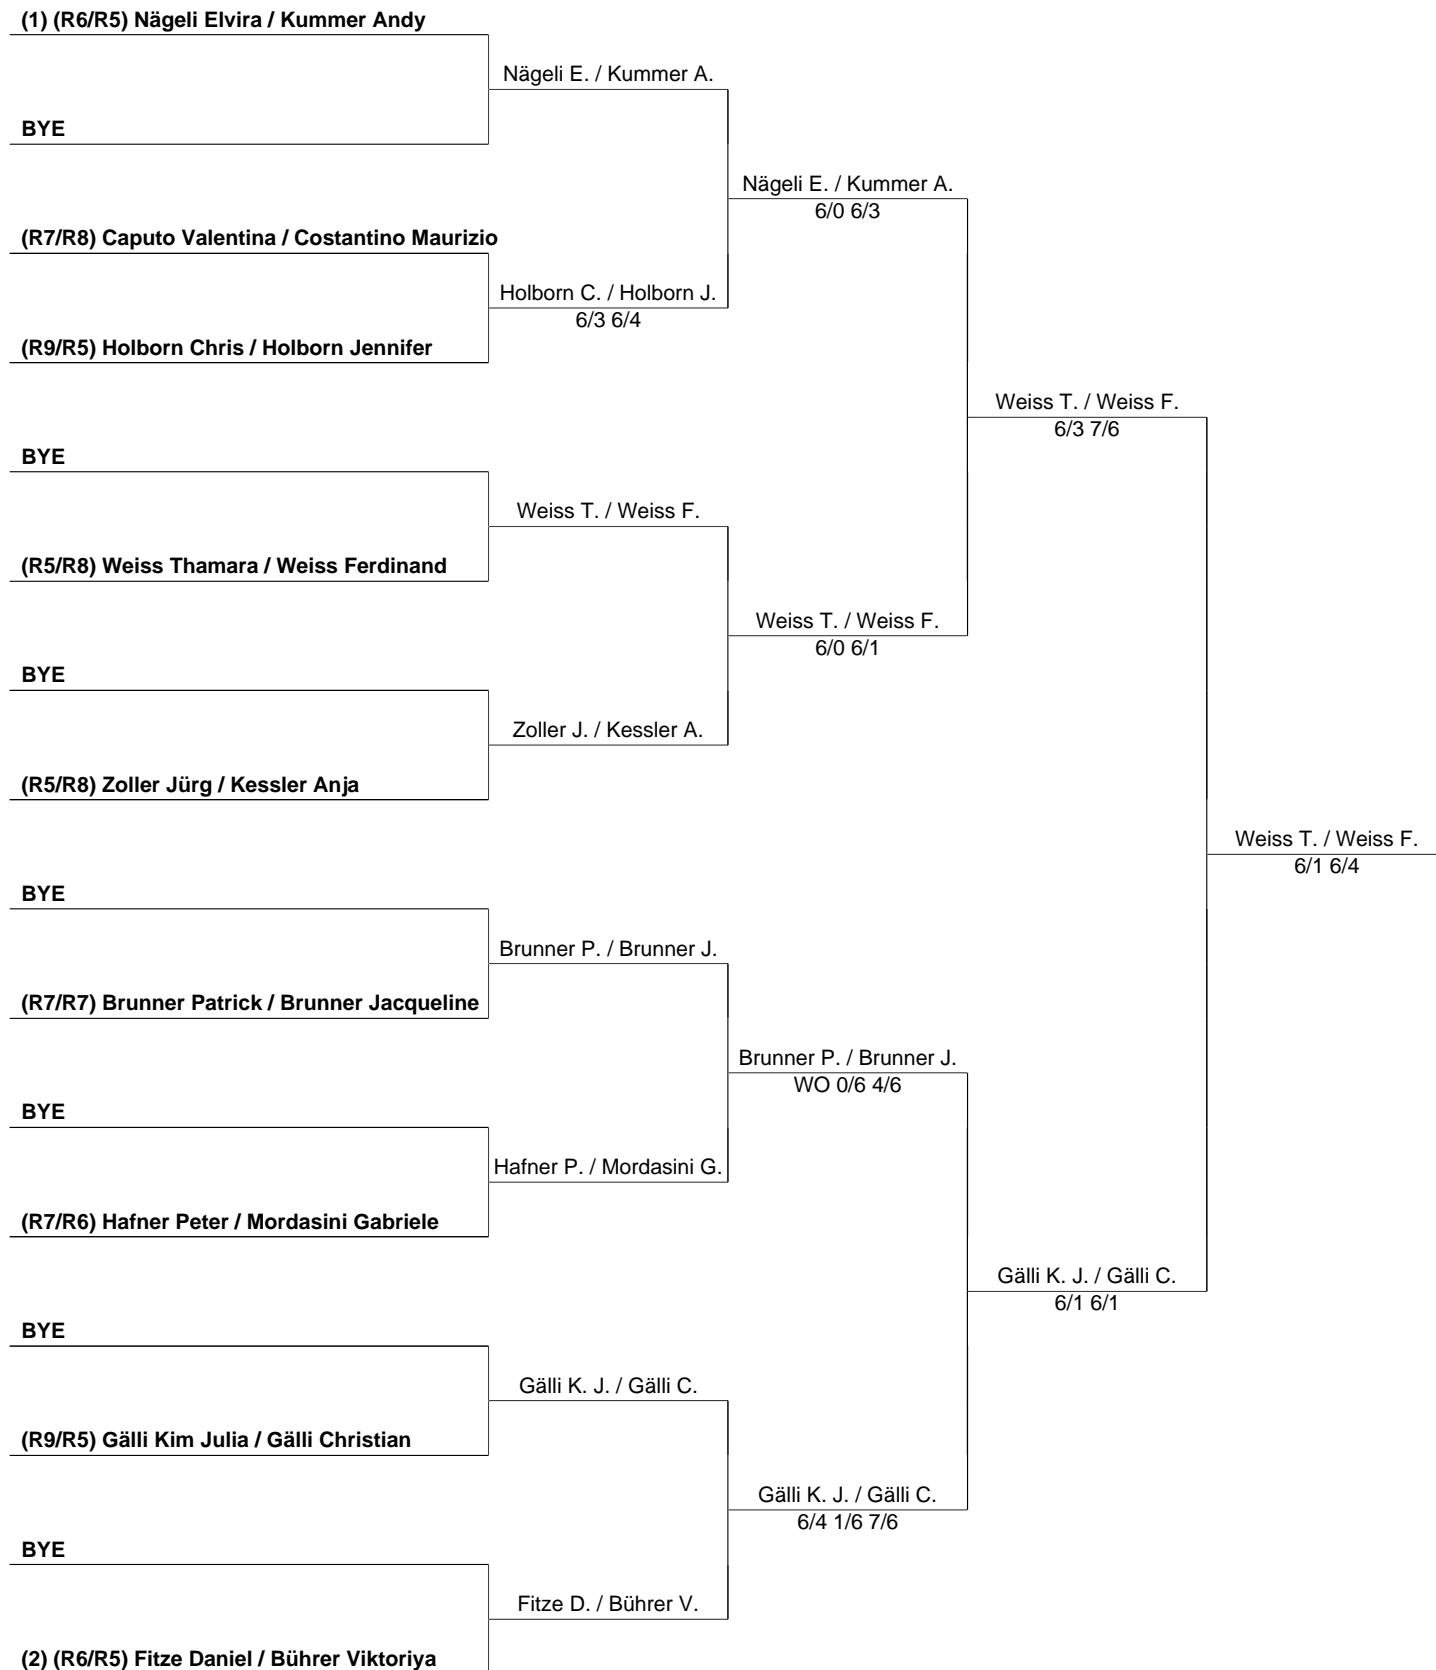 (1) (R6/R5) Nägeli Elvira / Kummer Andy
Nägeli E. / Kummer A.
BYE
Nägeli E. / Kummer A.
6/0 6/3
(R7/R8) Caputo Valentina / Costantino Maurizio
Holborn C. / Holborn J.
6/3 6/4
(R9/R5) Holborn Chris / Holborn Jennifer
Weiss T. / Weiss F.
6/3 7/6
BYE
Weiss T. / Weiss F.
(R5/R8) Weiss Thamara / Weiss Ferdinand
Weiss T. / Weiss F.
6/0 6/1
BYE
Zoller J. / Kessler A.
(R5/R8) Zoller Jürg / Kessler Anja
Weiss T. / Weiss F.
6/1 6/4
BYE
Brunner P. / Brunner J.
(R7/R7) Brunner Patrick / Brunner Jacqueline
Brunner P. / Brunner J.
WO 0/6 4/6
BYE
Hafner P. / Mordasini G.
(R7/R6) Hafner Peter / Mordasini Gabriele
Gälli K. J. / Gälli C.
6/1 6/1
BYE
Gälli K. J. / Gälli C.
(R9/R5) Gälli Kim Julia / Gälli Christian
Gälli K. J. / Gälli C.
6/4 1/6 7/6
BYE
Fitze D. / Bührer V.
(2) (R6/R5) Fitze Daniel / Bührer Viktoriya